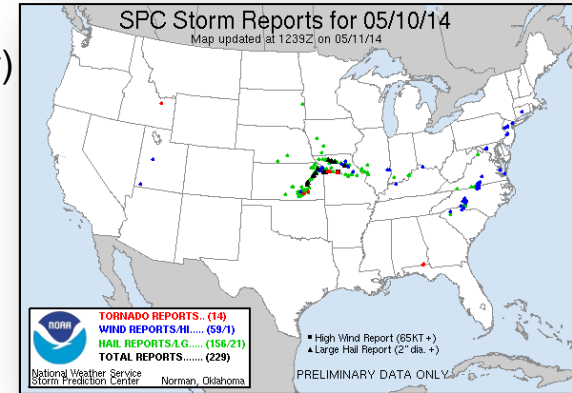 )
SPC Storm Reports for 05/10/14
Map updated at 1239Z on 05/11/14
NOAA
TORNADO REPORTS.. (14)
WIND REPORTS/HI..... (59/1)
HAIL REPORTS/LG..... (156/21)
TOTAL REPORTS....... (229)
National Weather Service
Storm Prediction Center Norman, Oklahoma
■ High Wind Report (65KT +)
▲ Large Hail Report (2" dia. +)
PRELIMINARY DATA ONLY